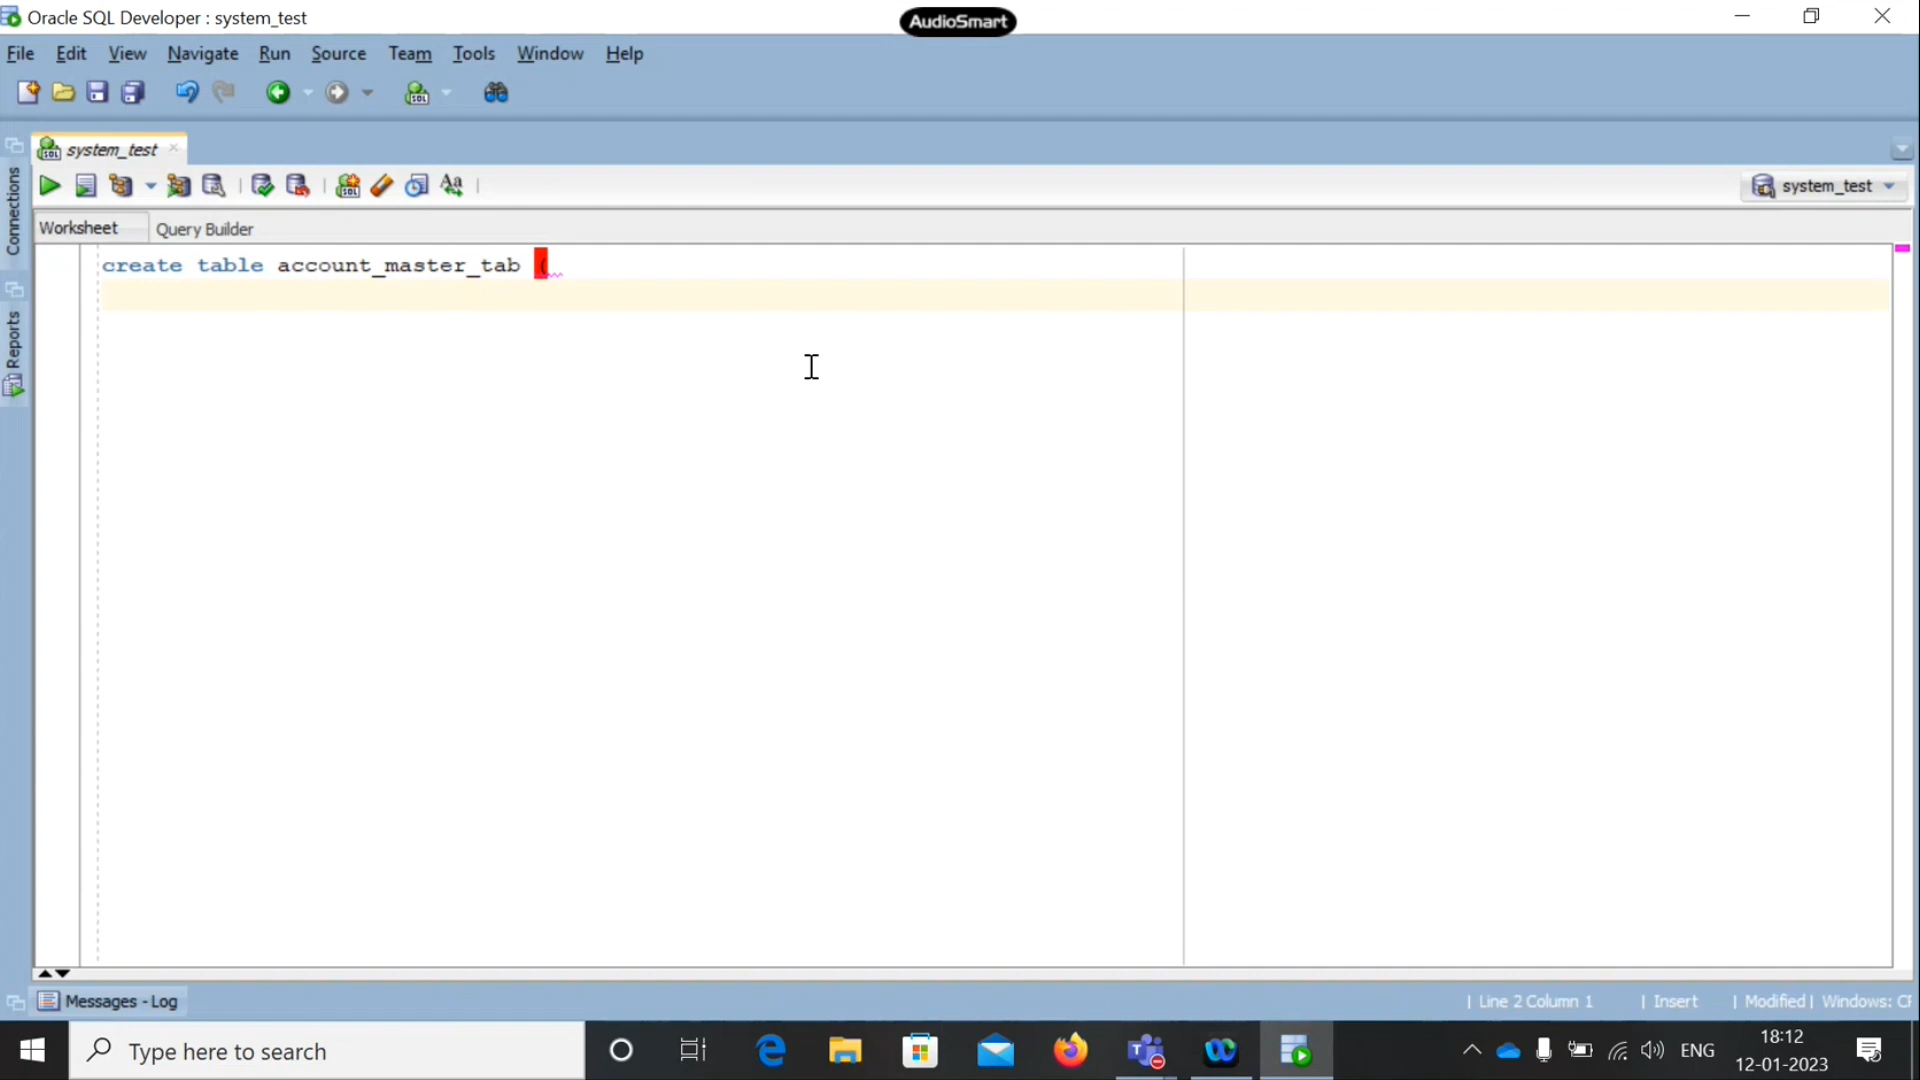 Oracle SQL Developer : system_test
AudioSmart
File Edit View Navigate Run Source Team Tools Window Help
system_test
system_test
Connections
Reports
Worksheet
Query Builder
create table account_master_tab (
Messages - Log
| Line 2 Column 1 | Insert | Modified | Windows: CF
Type here to search
ENG
18:12
12-01-2023